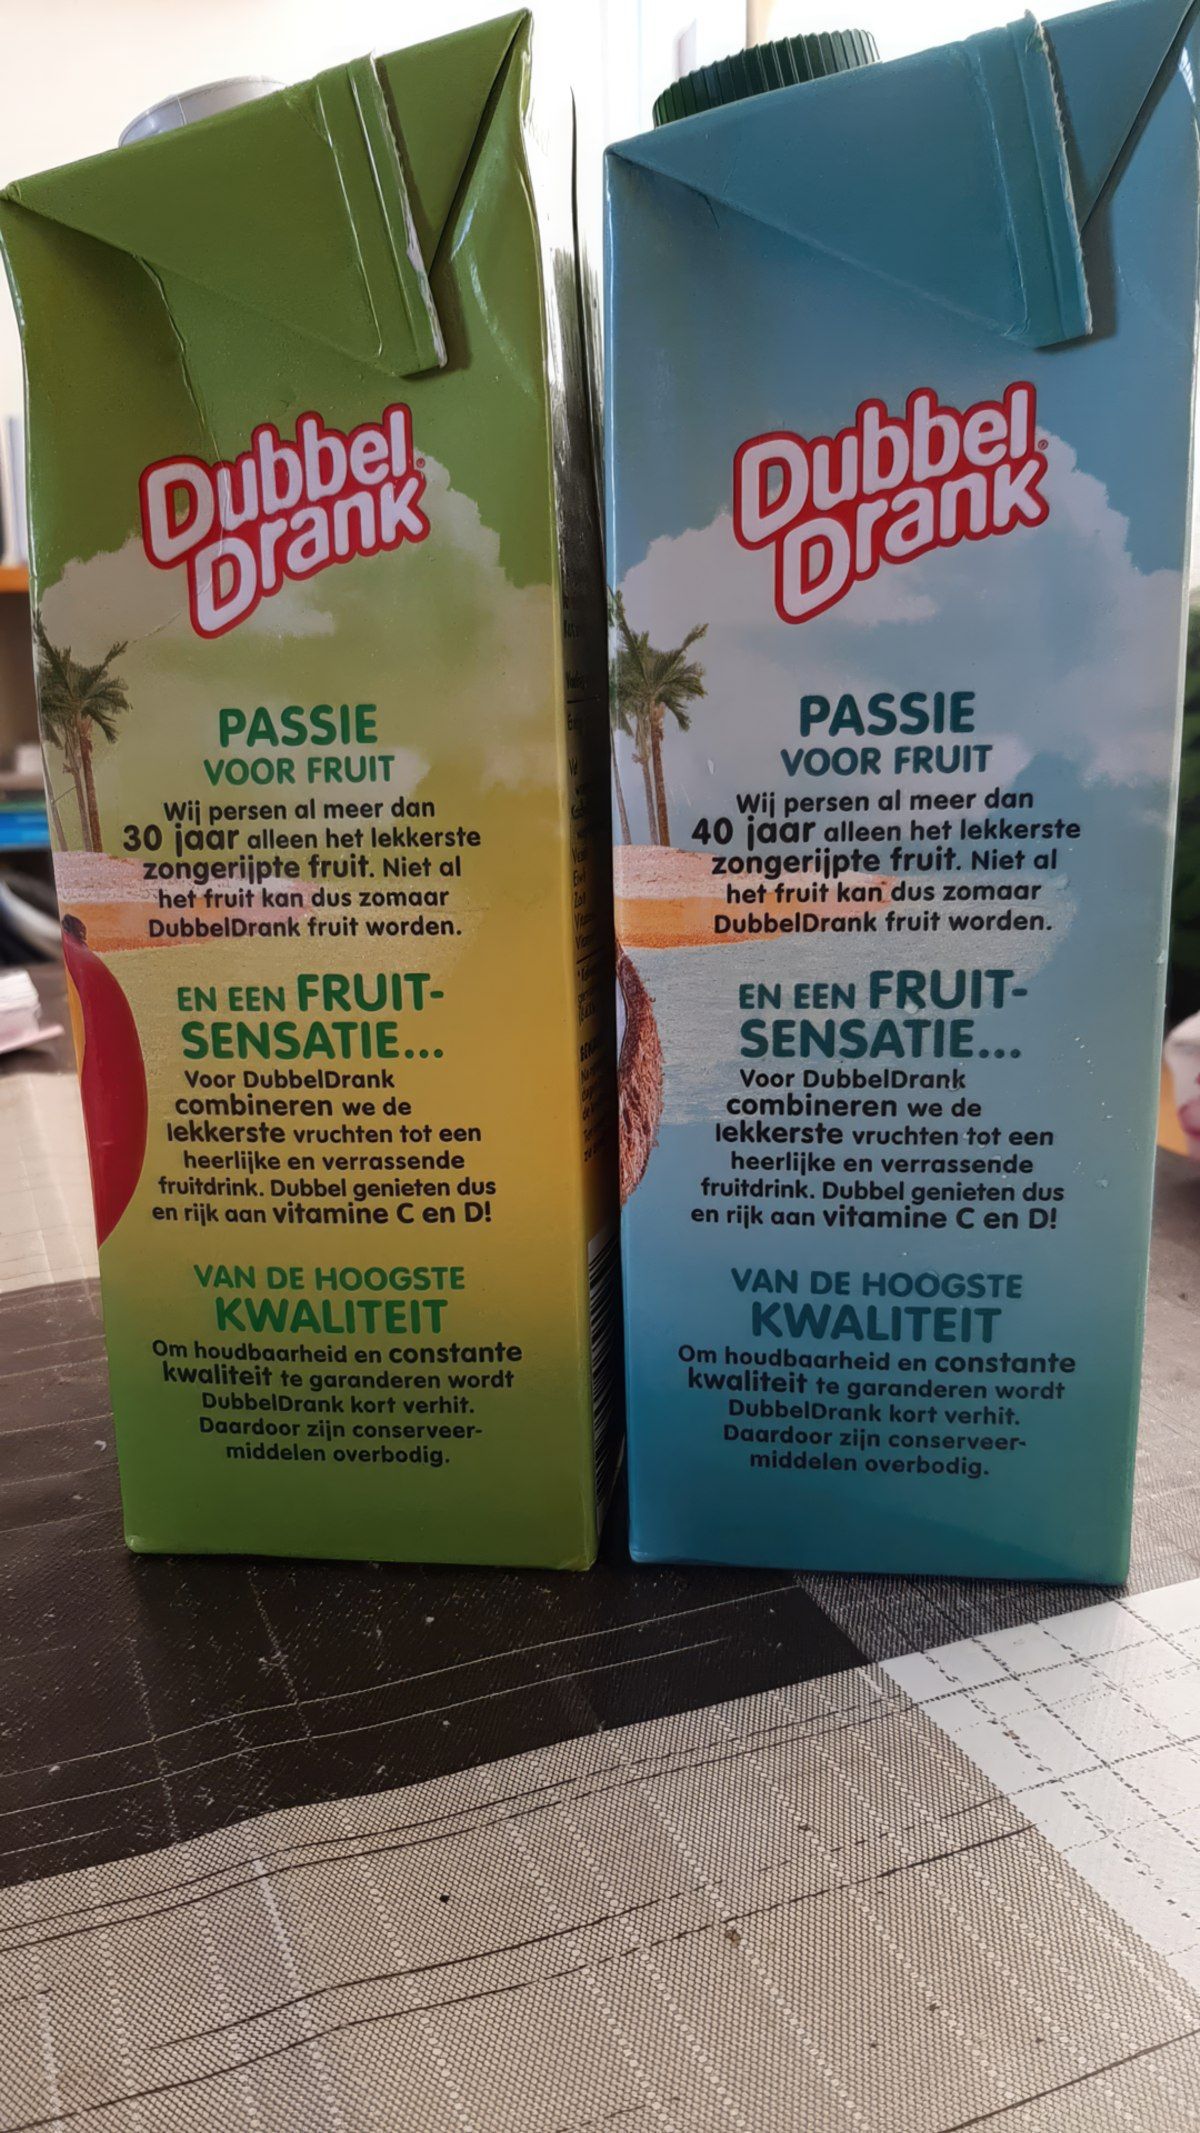 Dubbel
Drank
PASSIE
VOOR FRUIT
Wij persen al meer dan
30 jaar alleen het lekkerste
zongerijpte fruit. Niet al
het fruit kan dus zomaar
DubbelDrank fruit worden.
EN EEN FRUIT-
SENSATIE...
Voor DubbelDrank
combineren we de
lekkerste vruchten tot een
heerlijke en verrassende
fruitdrink. Dubbel genieten dus
en rijk aan vitamine C en D!
VAN DE HOOGSTE
KWALITEIT
Om houdbaarheid en constante
kwaliteit te garanderen wordt
DubbelDrank kort verhit.
Daardoor zijn conserveer-
middelen overbodig.
Dubbel
Drank
PASSIE
VOOR FRUIT
Wij persen al meer dan
40 jaar alleen het lekkerste
zongerijpte fruit. Niet al
het fruit kan dus zomaar
DubbelDrank fruit worden.
EN EEN FRUIT-
SENSATIE...
Voor DubbelDrank
combineren we de
lekkerste vruchten tot een
heerlijke en verrassende
fruitdrink. Dubbel genieten dus
en rijk aan vitamine C en D!
VAN DE HOOGSTE
KWALITEIT
Om houdbaarheid en constante
kwaliteit te garanderen wordt
DubbelDrank kort verhit.
Daardoor zijn conserveer-
middelen overbodig.